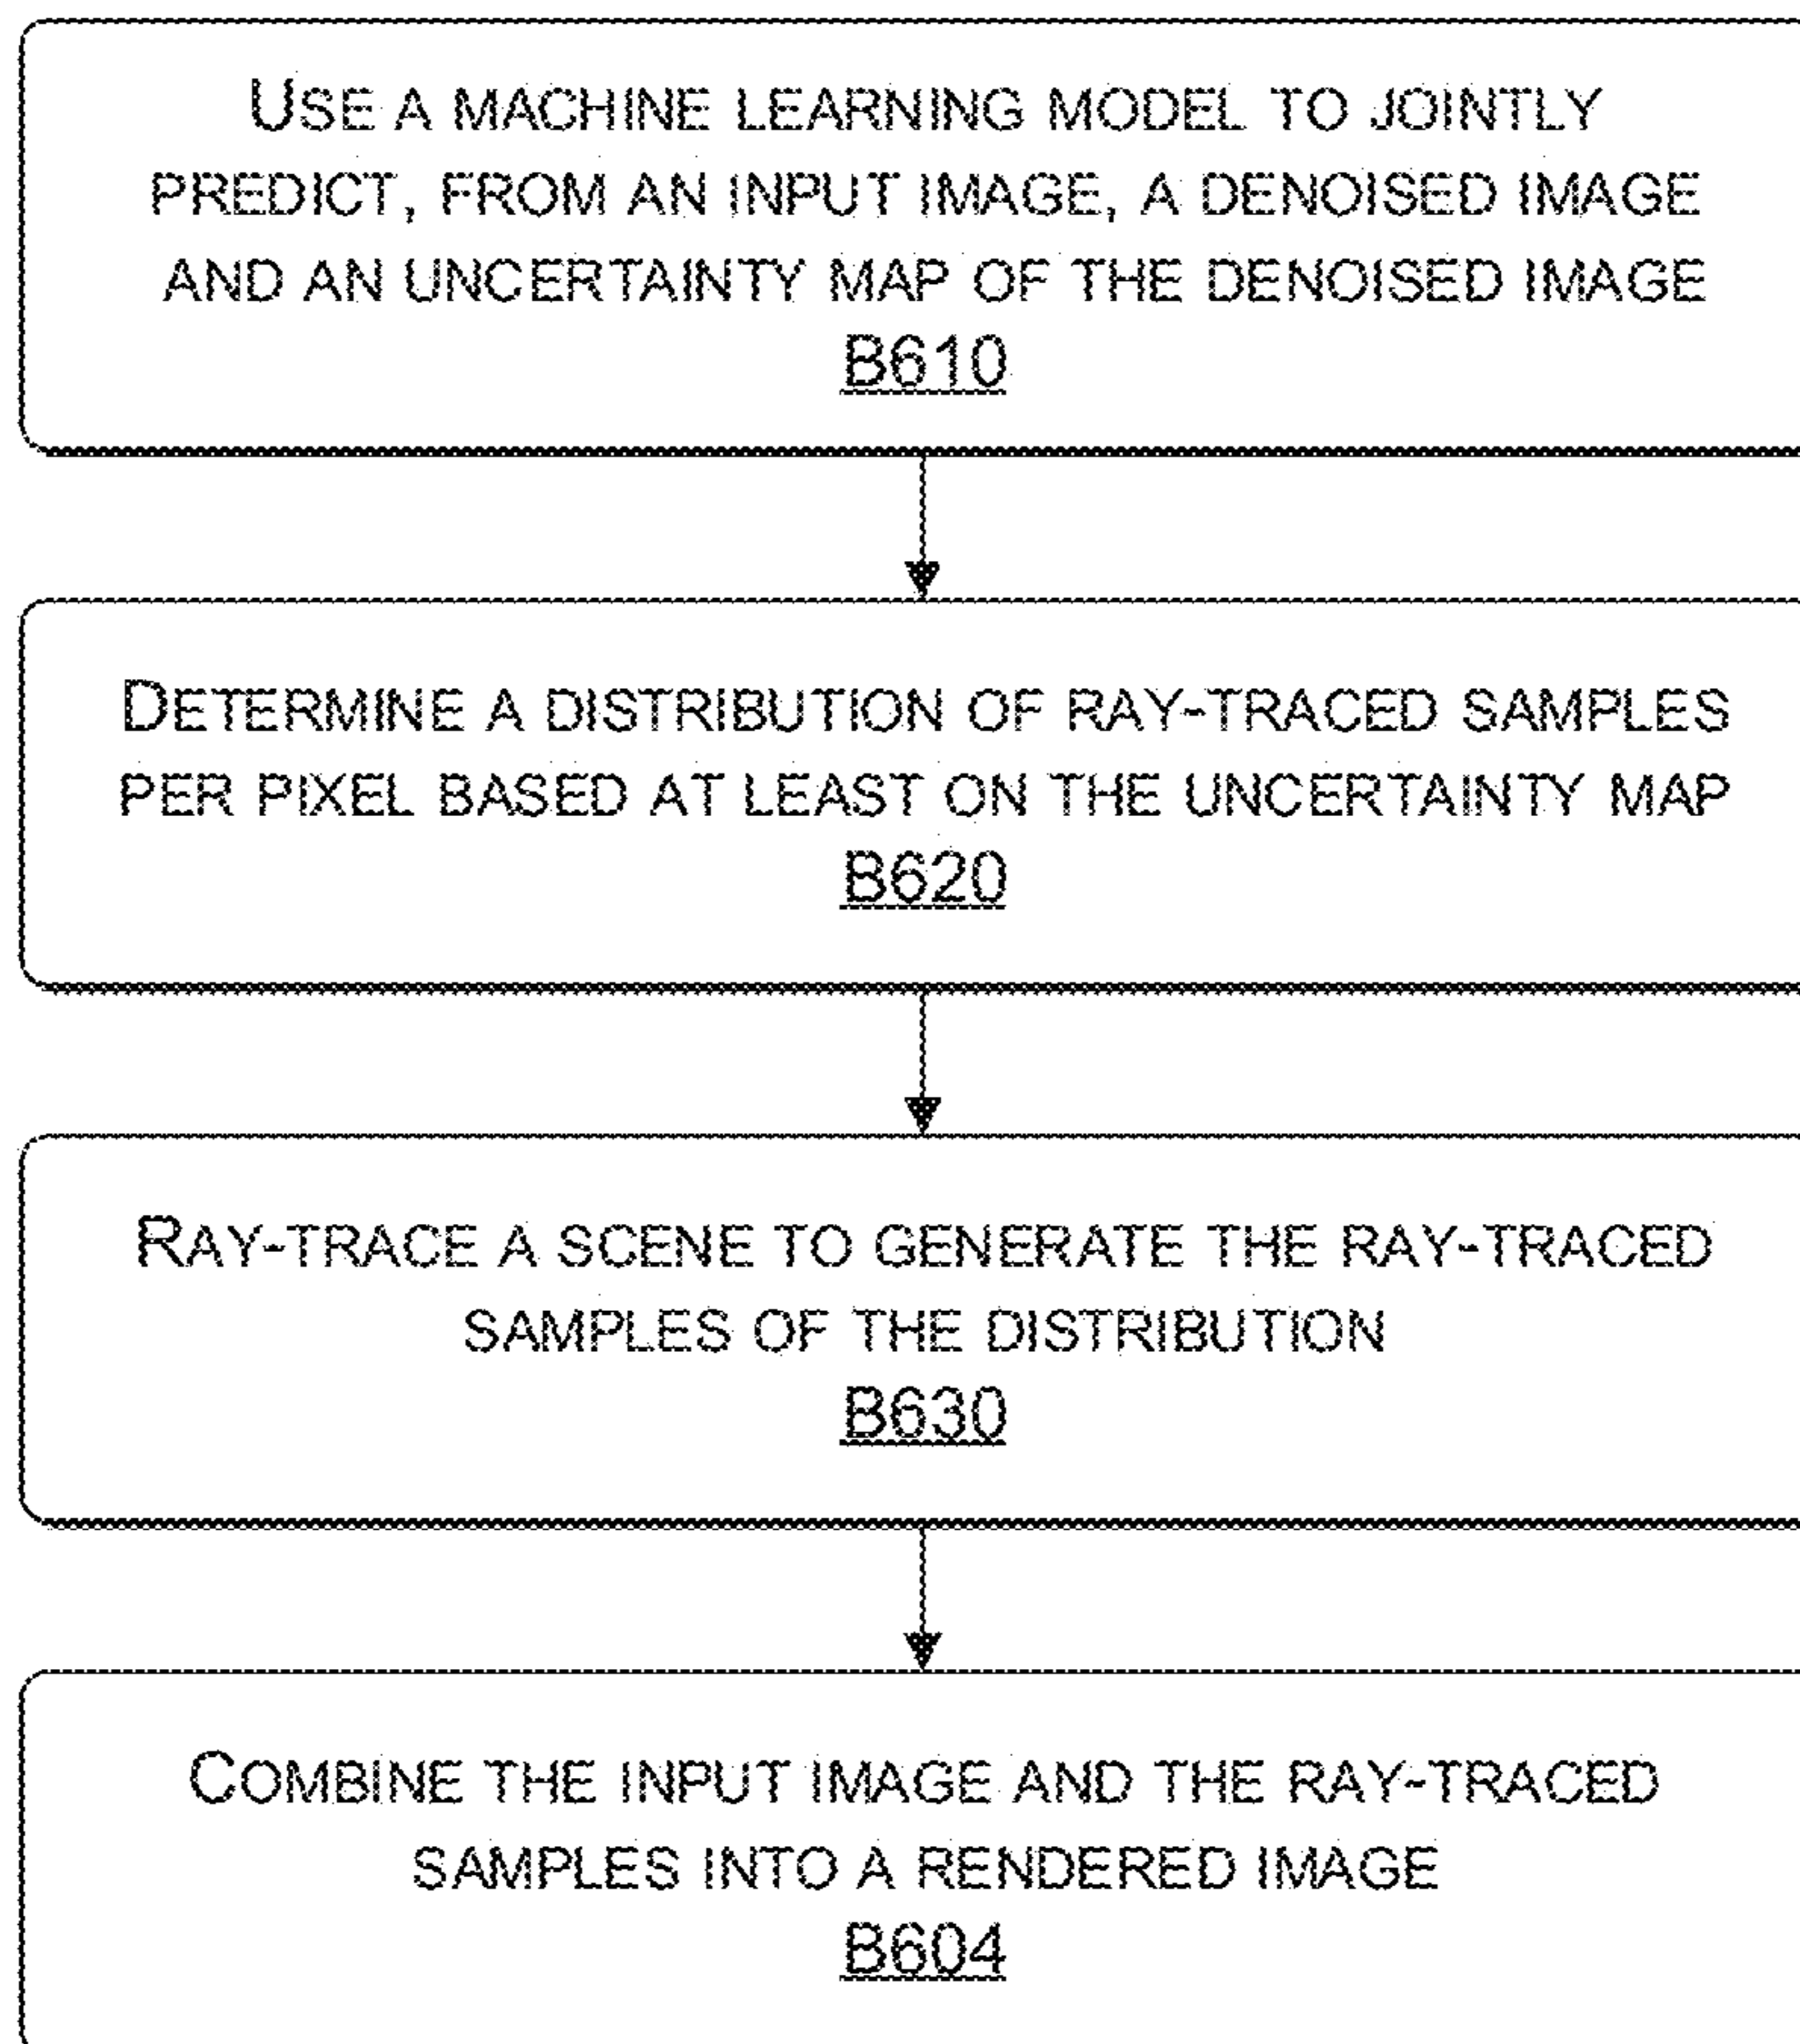 USE A MACHINE LEARNING MODEL TO JOINTLY
PREDICT, FROM AN INPUT IMAGE, A DENOISED IMAGE
AND AN UNCERTAINTY MAP OF THE DENOISED IMAGE
B610
DETERMINE A DISTRIBUTION OF RAY-TRACED SAMPLES
PER PIXEL BASED AT LEAST ON THE UNCERTAINTY MAP
B620
RAY-TRACE A SCENE TO GENERATE THE RAY-TRACED
SAMPLES OF THE DISTRIBUTION
B630
COMBINE THE INPUT IMAGE AND THE RAY-TRACED
SAMPLES INTO A RENDERED IMAGE
B604